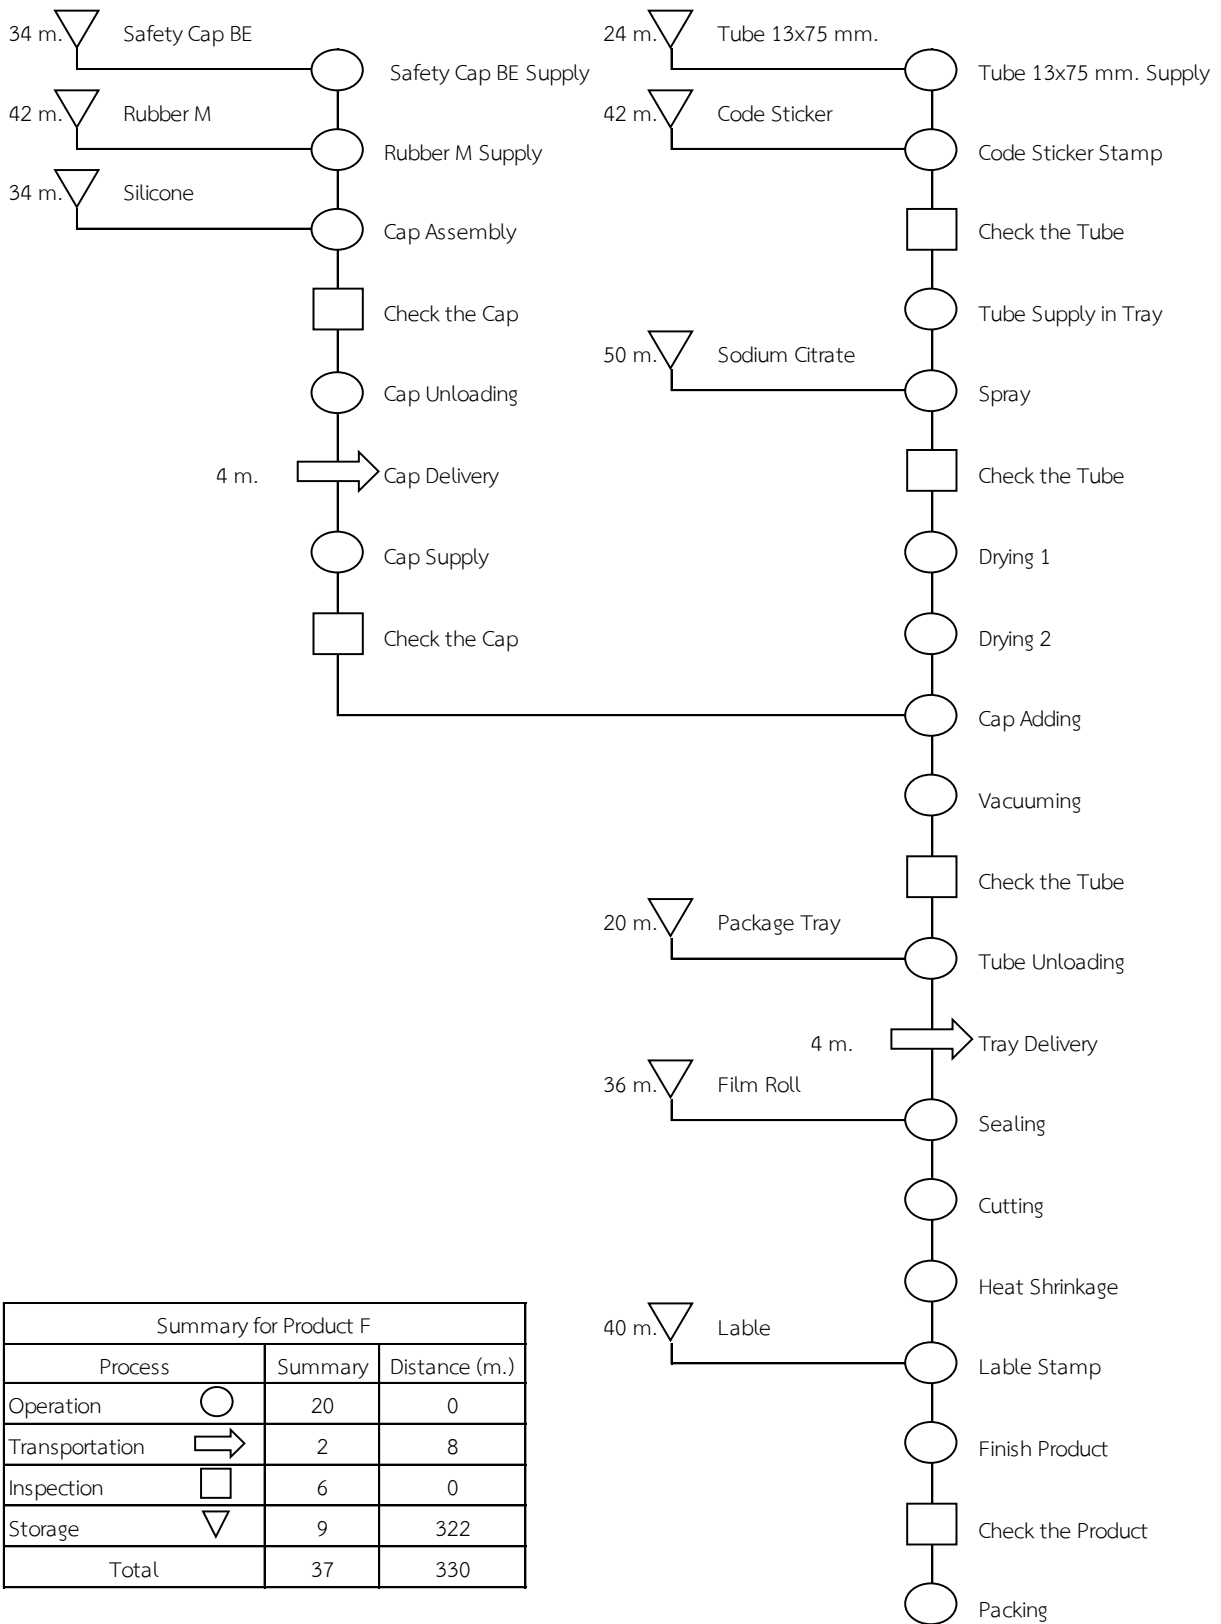 34 m. Safety Cap BE
Safety Cap BE Supply
42 m. Rubber M
Rubber M Supply
34 m. Silicone
Cap Assembly
Check the Cap
Cap Unloading
4 m. Cap Delivery
Cap Supply
Check the Cap
24 m. Tube 13x75 mm.
Tube 13x75 mm. Supply
42 m. Code Sticker
Code Sticker Stamp
Check the Tube
Tube Supply in Tray
50 m. Sodium Citrate
Spray
Check the Tube
Drying 1
Drying 2
Cap Adding
Vacuuming
Check the Tube
20 m. Package Tray
Tube Unloading
4 m. Tray Delivery
36 m. Film Roll
Sealing
Cutting
Heat Shrinkage
40 m. Lable
Lable Stamp
Finish Product
Check the Product
Packing
Summary for Product F
Process Summary Distance (m.)
Operation 20 0
Transportation 2 8
Inspection 6 0
Storage 9 322
Total 37 330